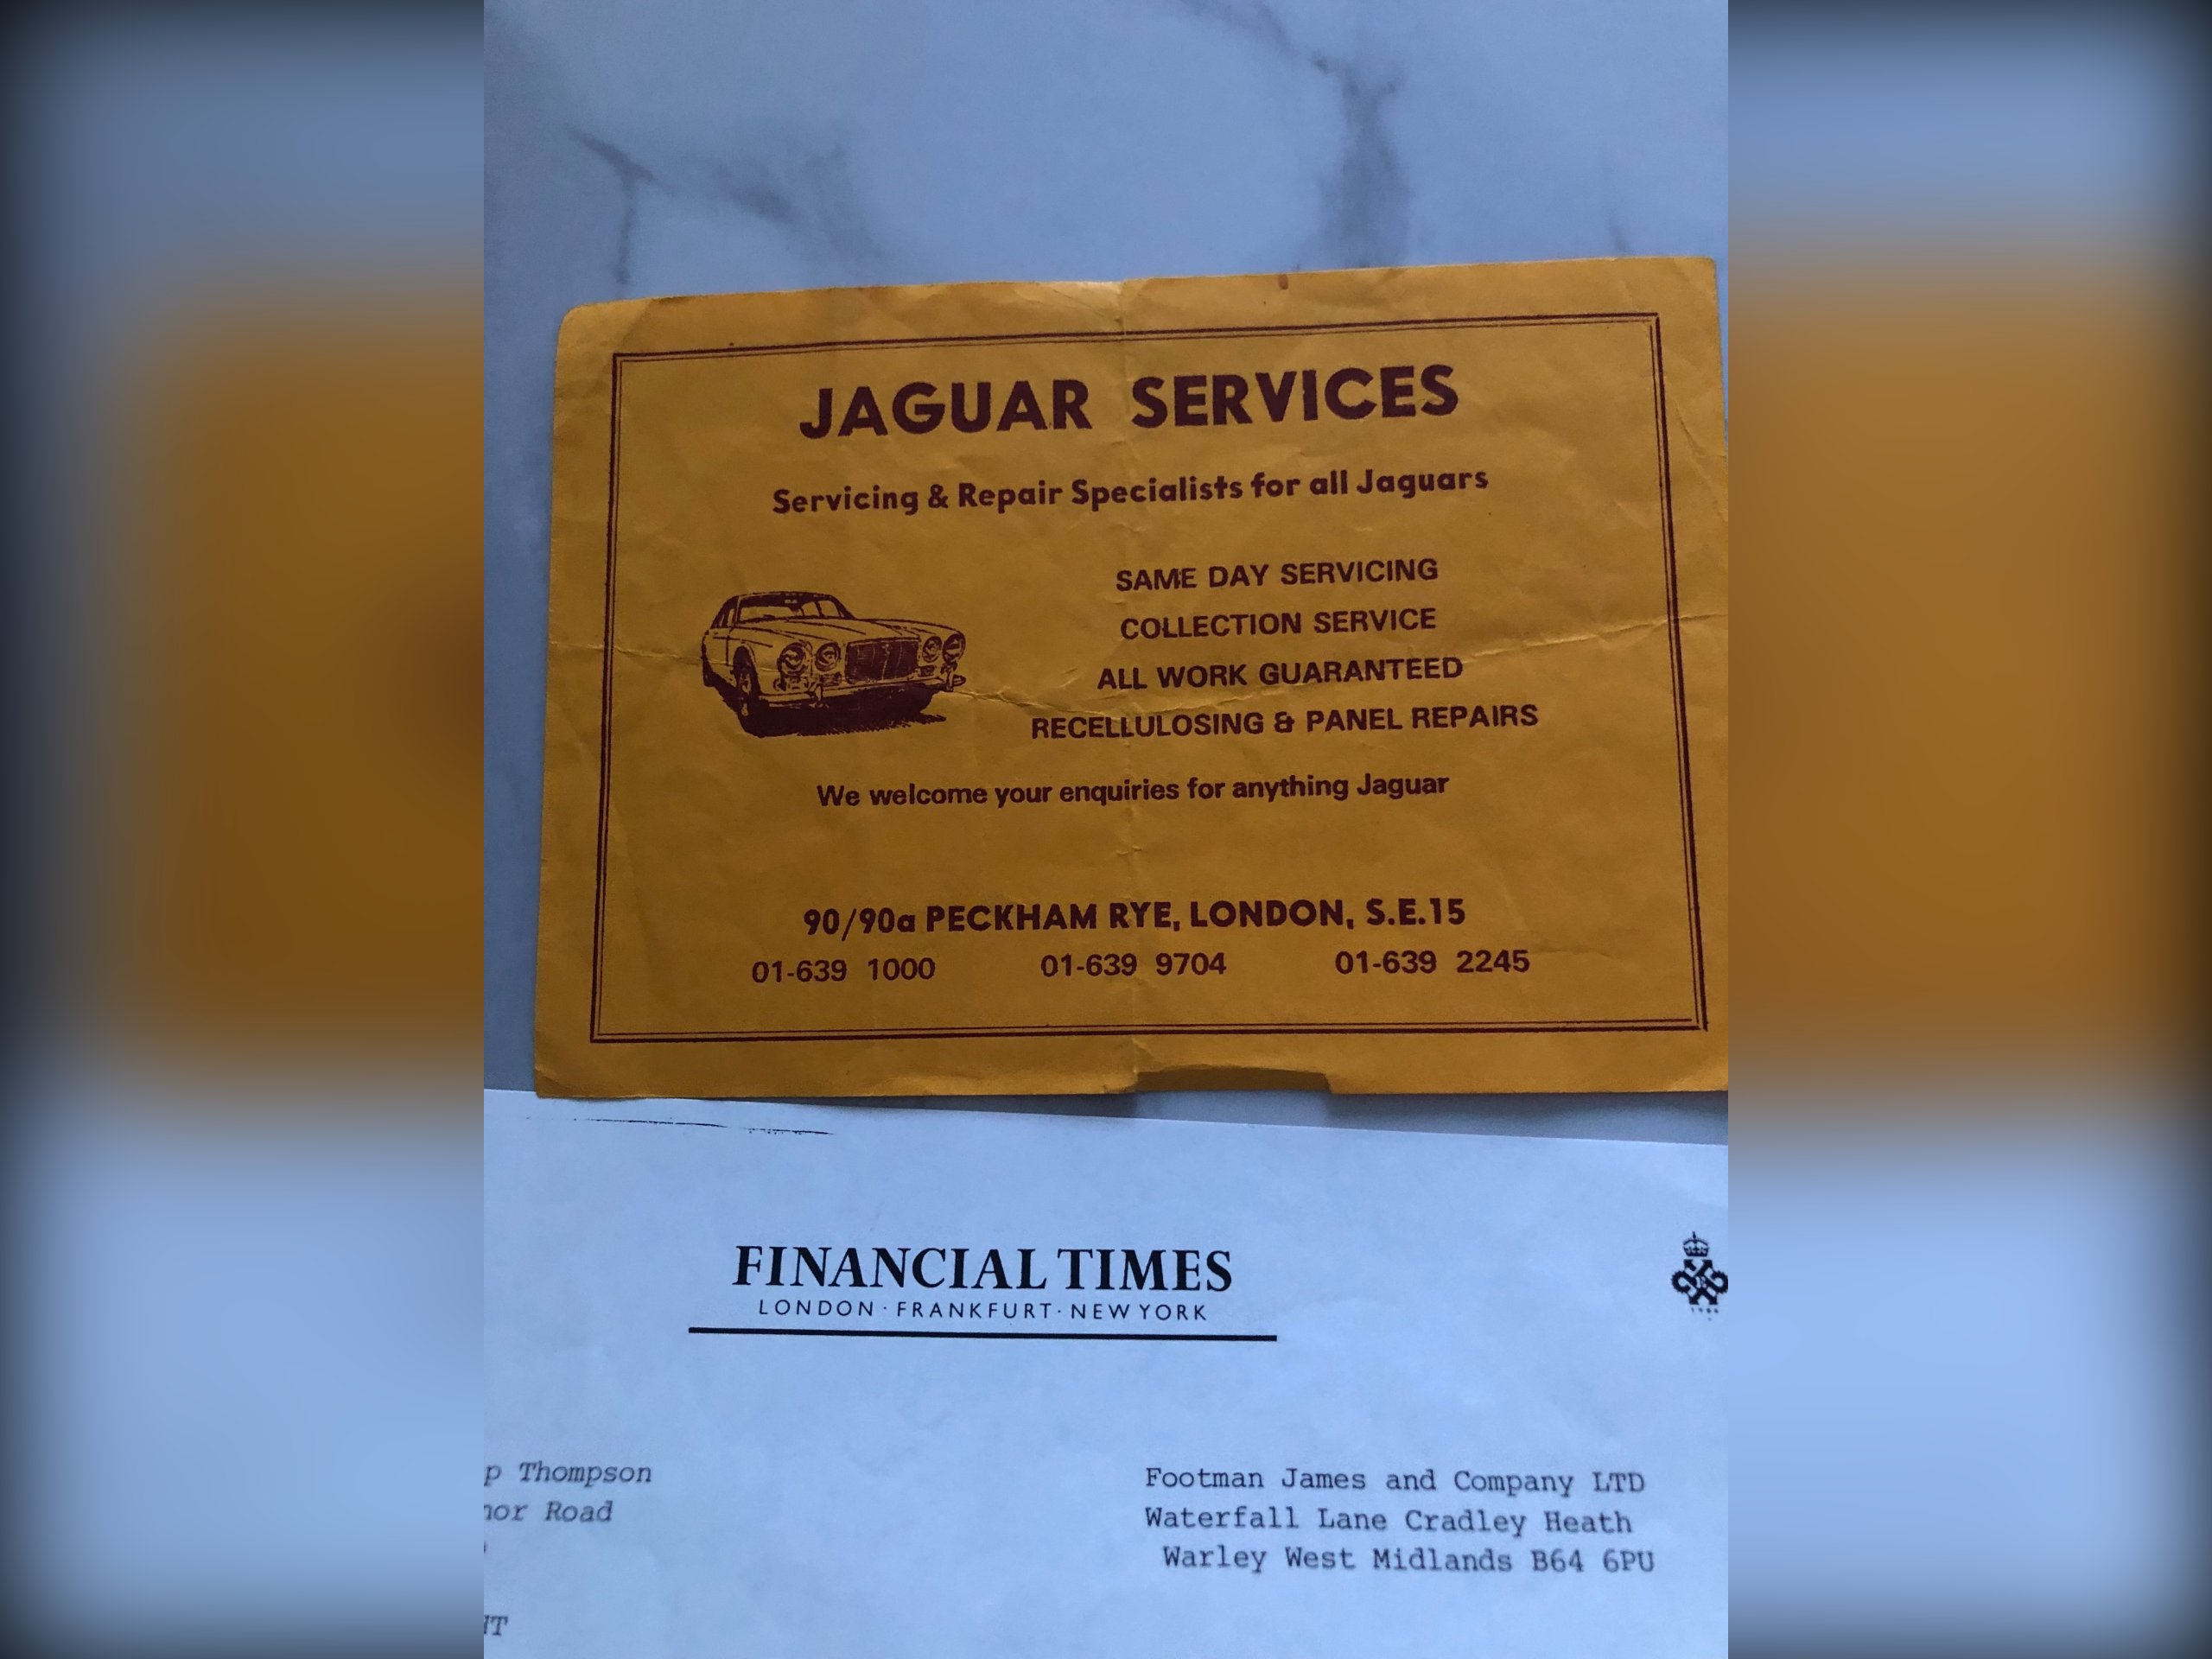 JAGUAR SERVICES
Servicing & Repair Specialists for all Jaguars
SAME DAY SERVICING
COLLECTION SERVICE
ALL WORK GUARANTEED
RECELLULOSING & PANEL REPAIRS
We welcome your enquiries for anything Jaguar
90/90a PECKHAM RYE, LONDON, S.E.15
01-639 1000 01-639 9704 01-639 2245
FINANCIAL TIMES
LONDON · FRANKFURT · NEW YORK
p Thompson
nor Road
Footman James and Company LTD
Waterfall Lane Cradley Heath
Warley West Midlands B64 6PU